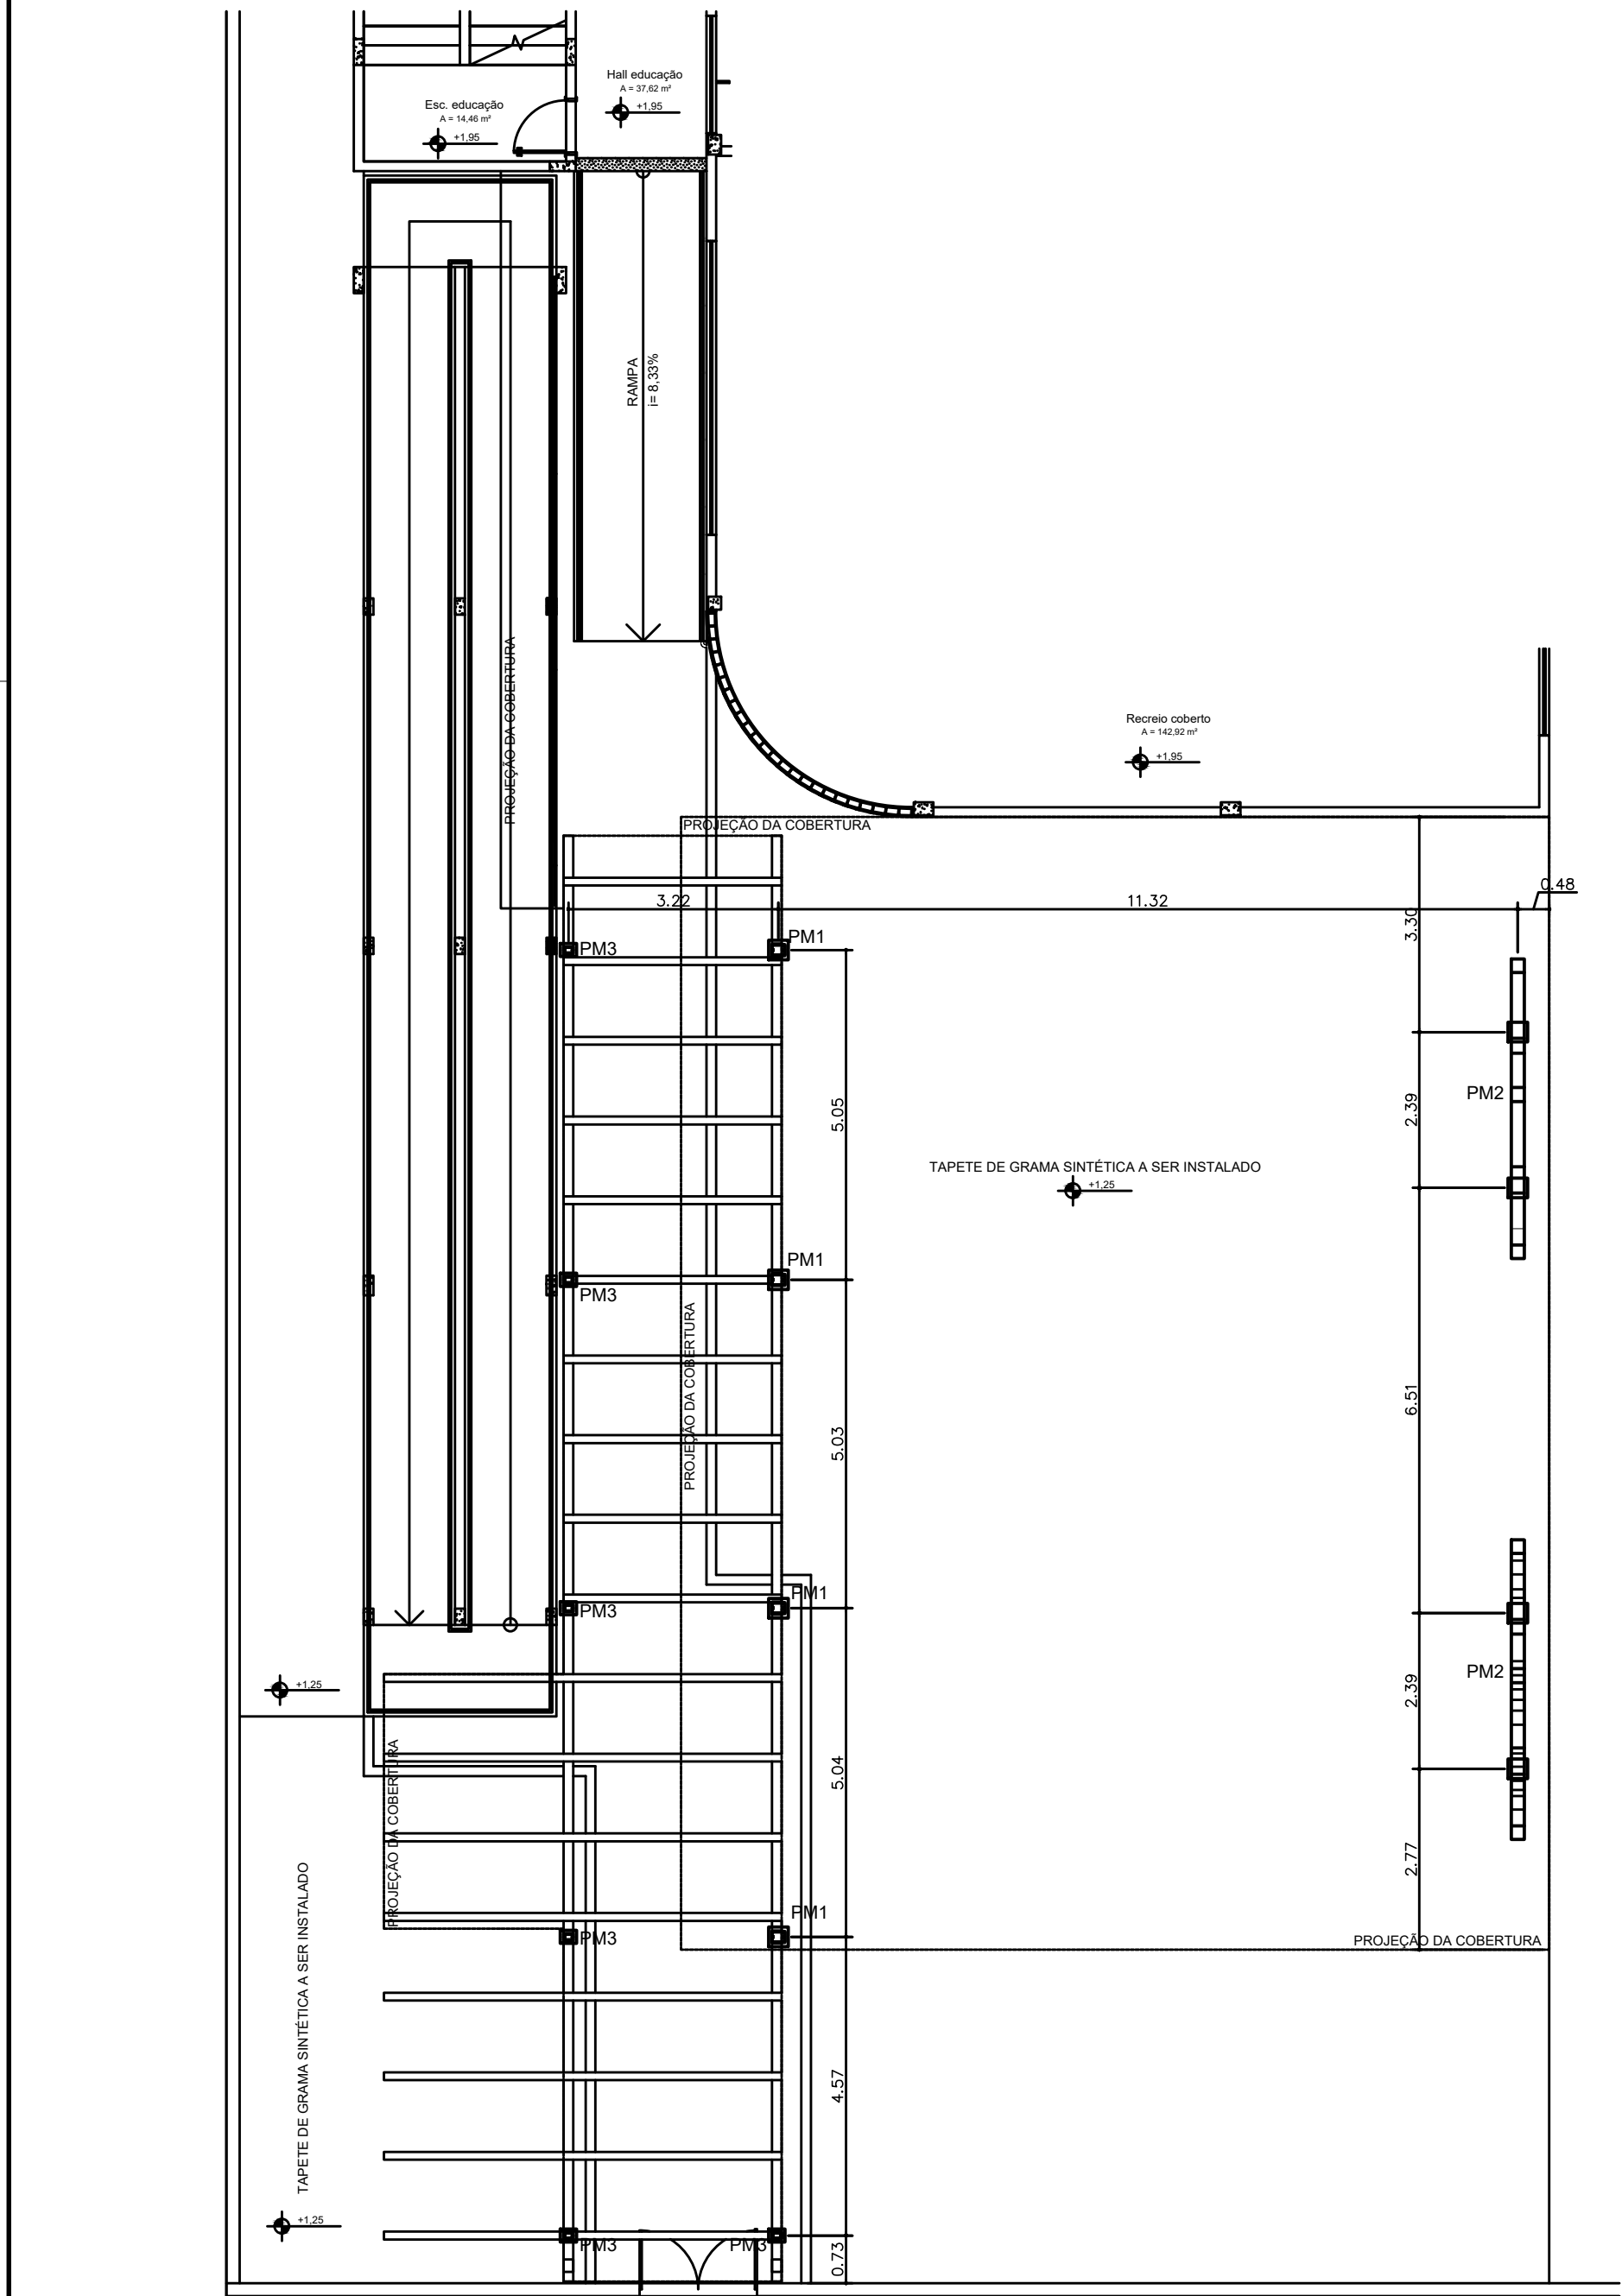 Hall educação
A = 37,62 m²
+1,95
Esc. educação
A = 14,46 m²
+1,95
RAMPA
i= 8,33%
PROJEÇÃO DA COBERTURA
Recreio coberto
A = 142,92 m²
+1,95
PROJEÇÃO DA COBERTURA
0.48
3.22
11.32
3.30
PM3
PM1
5.05
2.39
PM2
TAPETE DE GRAMA SINTÉTICA A SER INSTALADO
+1,25
PM1
PM3
PROJEÇÃO DA COBERTURA
5.03
6.51
PM1
PM3
+1,25
PM2
2.39
5.04
PROJEÇÃO DA COBERTURA
2.77
PM1
PM3
PROJEÇÃO DA COBERTURA
TAPETE DE GRAMA SINTÉTICA A SER INSTALADO
4.57
+1,25
PM3
PM3
0.73